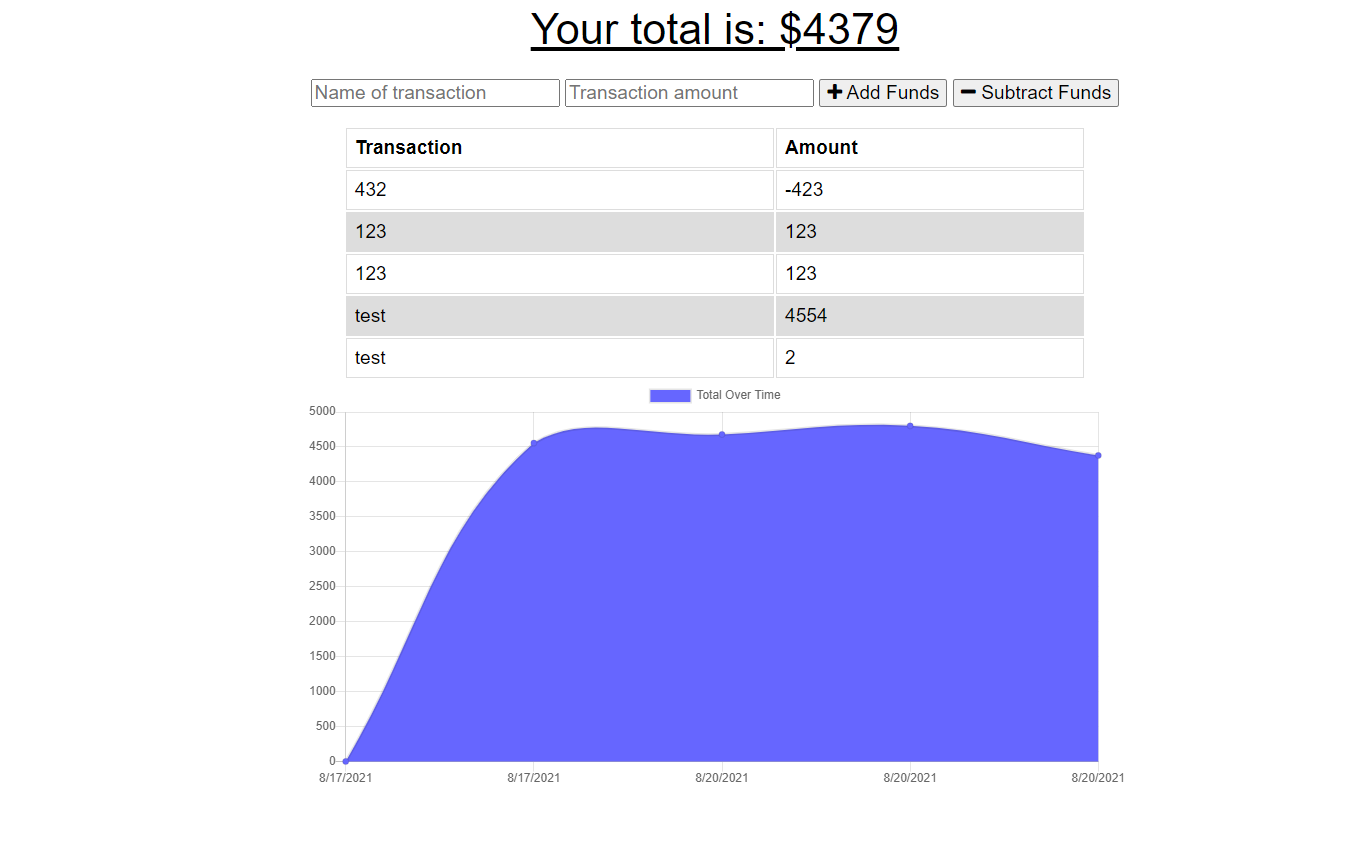 Your total is: $4379
Name of transaction Transaction amount Add Funds Subtract Funds
Transaction Amount
432 -423
123 123
123 123
test 4554
test 2
Total Over Time
5000
4500
4000
3500
3000
2500
2000
1500
1000
500
0
8/17/2021 8/17/2021 8/20/2021 8/20/2021 8/20/2021